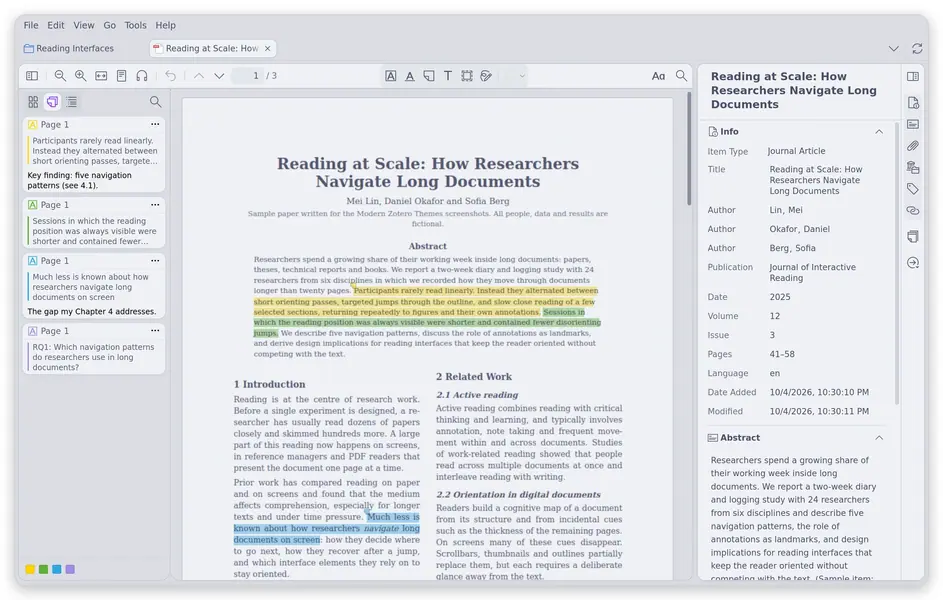 File Edit View Go Tools Help
Reading Interfaces
Reading at Scale: How
1 / 3
Aa
Page 1
Participants rarely read linearly.
Instead they alternated between
short orienting passes, targete...
Key finding: five navigation
patterns (see 4.1).
Page 1
Sessions in which the reading
position was always visible were
shorter and contained fewer...
Page 1
Much less is known about how
researchers navigate long
documents on screen
The gap my Chapter 4 addresses.
Page 1
RQ1: Which navigation patterns
do researchers use in long
documents?
Reading at Scale: How Researchers
Navigate Long Documents
Mei Lin, Daniel Okafor and Sofia Berg
Sample paper written for the Modern Zotero Themes screenshots. All people, data and results are
fictional.
Abstract
Researchers spend a growing share of their working week inside long documents: papers,
theses, technical reports and books. We report a two-week diary and logging study with 24
researchers from six disciplines in which we recorded how they move through documents
longer than twenty pages. Participants rarely read linearly. Instead they alternated between
short orienting passes, targeted jumps through the outline, and slow close reading of a few
selected sections, returning repeatedly to figures and their own annotations. Sessions in
which the reading position was always visible were shorter and contained fewer disorienting
jumps. We describe five navigation patterns, discuss the role of annotations as landmarks,
and derive design implications for reading interfaces that keep the reader oriented without
competing with the text.
1 Introduction
Reading is at the centre of research work.
Before a single experiment is designed, a re-
searcher has usually read dozens of papers
closely and skimmed hundreds more. A large
part of this reading now happens on screens,
in reference managers and PDF readers that
present the document one page at a time.
Prior work has compared reading on paper
and on screens and found that the medium
affects comprehension, especially for longer
texts and under time pressure. Much less is
known about how researchers navigate long
documents on screen: how they decide where
to go next, how they recover after a jump,
and which interface elements they rely on to
stay oriented.
2 Related Work
2.1 Active reading
Active reading combines reading with critical
thinking and learning, and typically involves
annotation, note taking and frequent move-
ment within and across documents. Studies
of work-related reading showed that people
read across multiple documents at once and
interleave reading with writing.
2.2 Orientation in digital documents
Readers build a cognitive map of a document
from its structure and from incidental cues
such as the thickness of the remaining pages.
On screens many of these cues disappear.
Scrollbars, thumbnails and outlines partially
replace them, but each requires a deliberate
glance away from the text.
Reading at Scale: How
Researchers Navigate Long
Documents
Info
Item Type Journal Article
Title Reading at Scale: How
Researchers Navigate
Long Documents
Author Lin, Mei
Author Okafor, Daniel
Author Berg, Sofia
Publication Journal of Interactive
Reading
Date 2025
Volume 12
Issue 3
Pages 41–58
Language en
Date Added 10/4/2026, 10:30:10 PM
Modified 10/4/2026, 10:30:11 PM
Abstract
Researchers spend a growing share of
their working week inside long
documents. We report a two-week diary
and logging study with 24 researchers
from six disciplines and describe five
navigation patterns, the role of
annotations as landmarks, and design
implications for reading interfaces that
keep the reader oriented without
competing with the text. (Sample item: